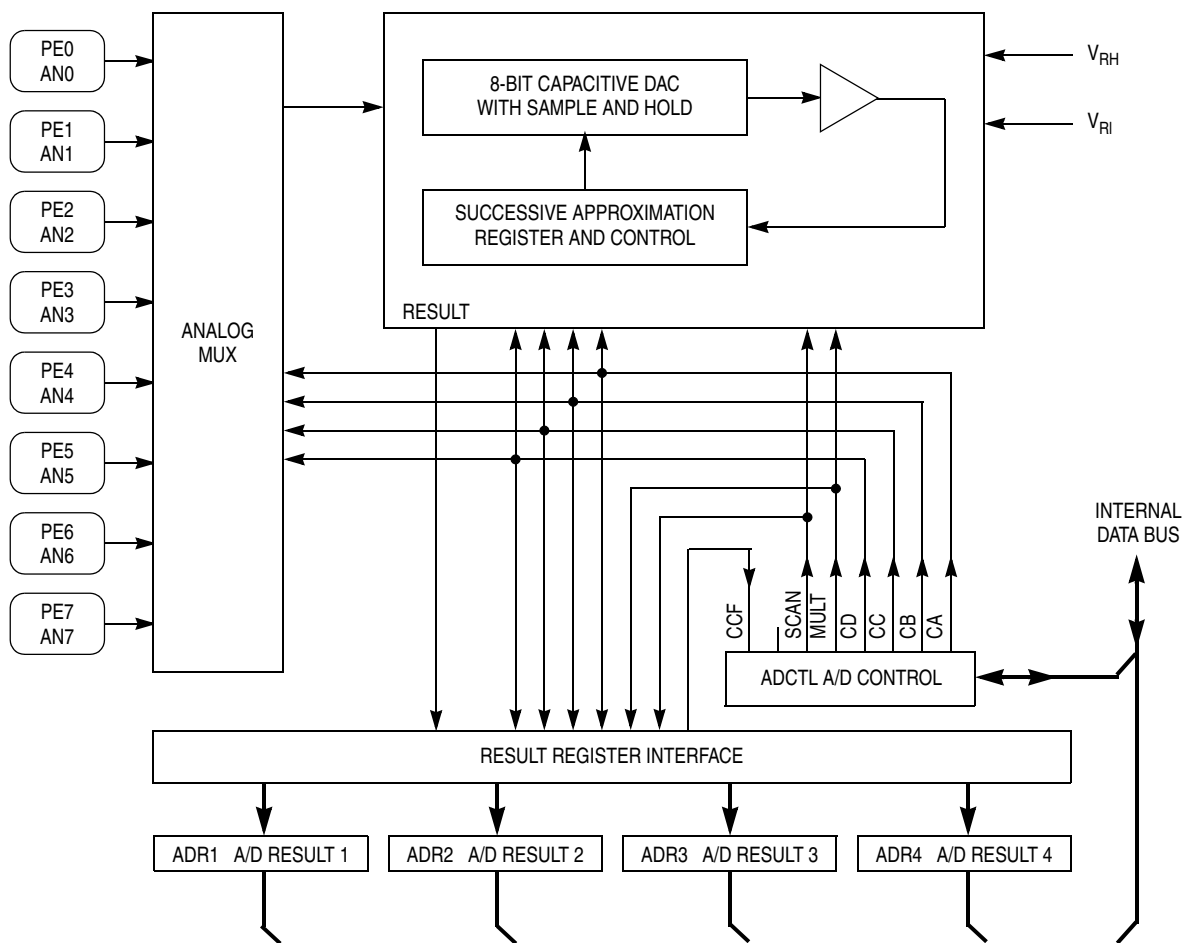 PE0
AN0
PE1
AN1
PE2
AN2
PE3
AN3
PE4
AN4
PE5
AN5
PE6
AN6
PE7
AN7
ANALOG
MUX
8-BIT CAPACITIVE DAC
WITH SAMPLE AND HOLD
SUCCESSIVE APPROXIMATION
REGISTER AND CONTROL
RESULT
VRH
VRI
INTERNAL
DATA BUS
CCF
SCAN
MULT
CD
CC
CB
CA
ADCTL A/D CONTROL
RESULT REGISTER INTERFACE
ADR1 A/D RESULT 1
ADR2 A/D RESULT 2
ADR3 A/D RESULT 3
ADR4 A/D RESULT 4